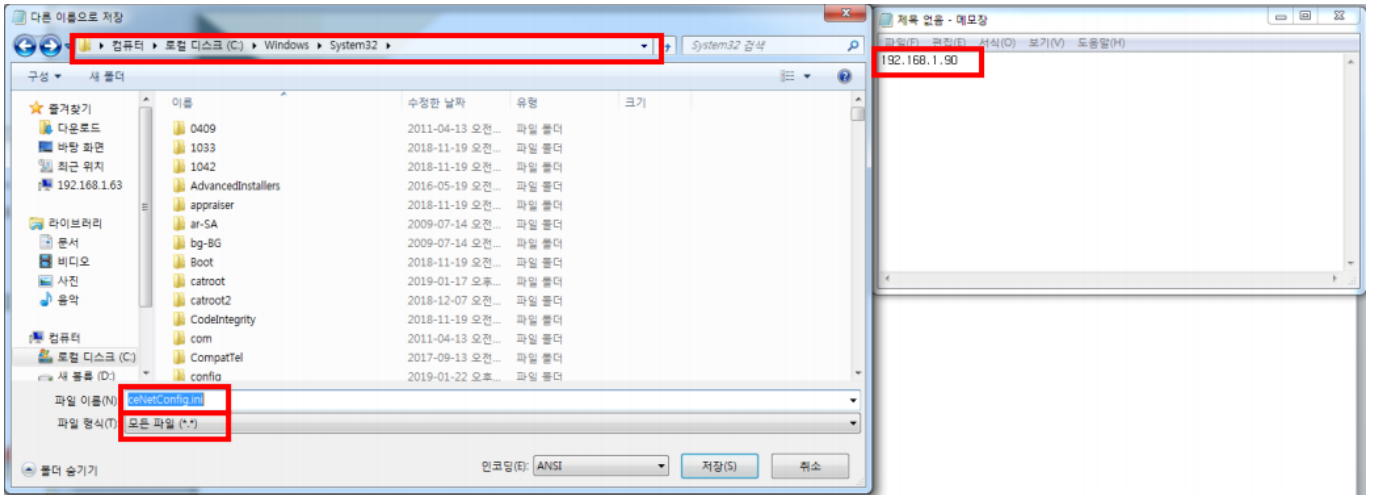 다른 이름으로 저장
컴퓨터 ▸ 로컬 디스크 (C:) ▸ Windows ▸ System32 ▸
System32 검색
구성 새 폴더
즐겨찾기
다운로드
바탕 화면
최근 위치
192.168.1.63
라이브러리
문서
비디오
사진
음악
컴퓨터
로컬 디스크 (C:)
새 볼륨 (D:)
이름 수정한 날짜 유형 크기
0409 2011-04-13 오전... 파일 폴더
1033 2018-11-19 오전... 파일 폴더
1042 2018-11-19 오전... 파일 폴더
AdvancedInstallers 2016-05-19 오전... 파일 폴더
appraiser 2018-11-19 오전... 파일 폴더
ar-SA 2009-07-14 오전... 파일 폴더
bg-BG 2009-07-14 오전... 파일 폴더
Boot 2018-11-19 오전... 파일 폴더
catroot 2019-01-17 오후... 파일 폴더
catroot2 2018-12-07 오전... 파일 폴더
CodeIntegrity 2018-11-19 오전... 파일 폴더
com 2011-04-13 오전... 파일 폴더
CompatTel 2017-09-13 오전... 파일 폴더
config 2019-01-22 오후... 파일 폴더
파일 이름(N): ceNetConfig.ini
파일 형식(T): 모든 파일 (*.*)
폴더 숨기기
인코딩(E): ANSI
저장(S)
취소
제목 없음 - 메모장
파일(F) 편집(E) 서식(O) 보기(V) 도움말(H)
192.168.1.90